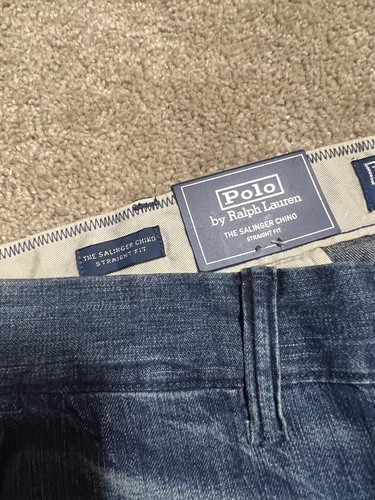 Polo
by Ralph Lauren
THE SALINGER CHINO
STRAIGHT FIT
THE SALINGER CHINO
STRAIGHT FIT